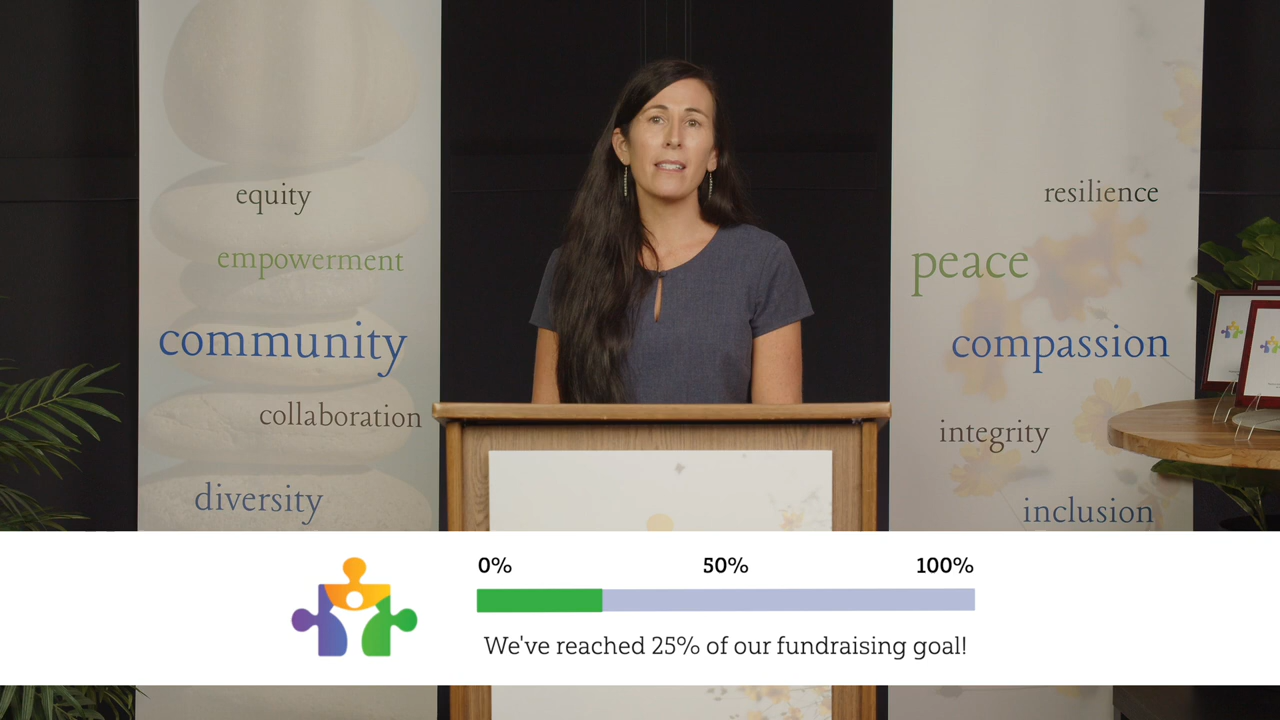 equity
empowerment
community
collaboration
diversity
resilience
peace
compassion
integrity
inclusion
0% 50% 100%
We've reached 25% of our fundraising goal!